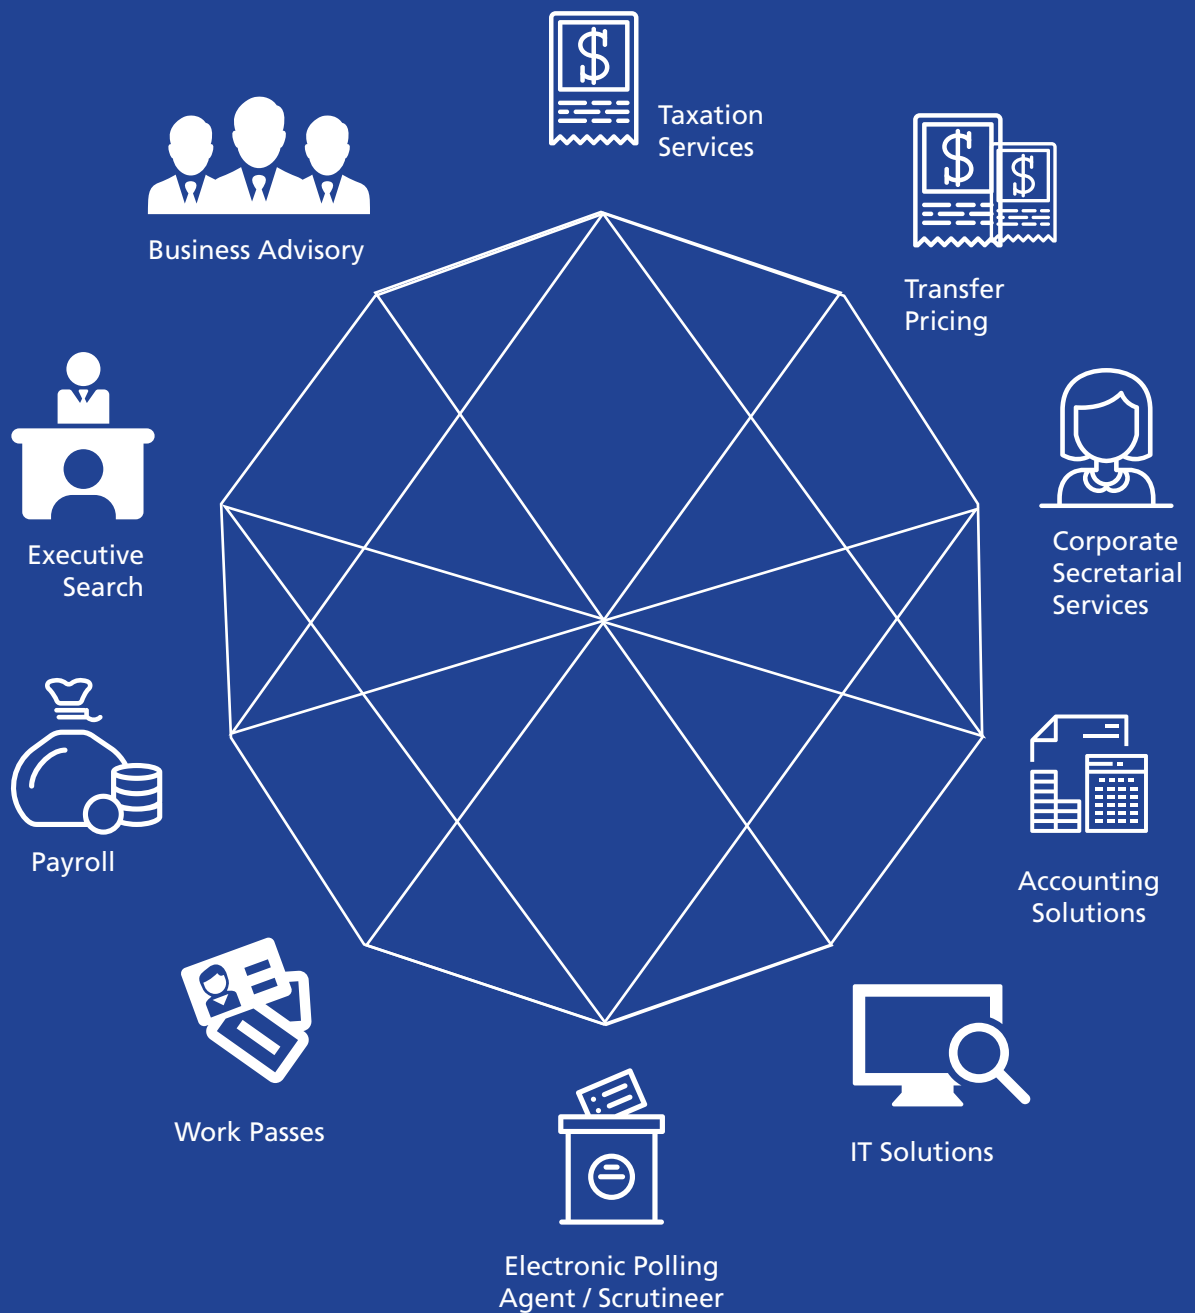 Taxation
Services
Business Advisory
Transfer
Pricing
Executive
Search
Corporate
Secretarial
Services
Payroll
Accounting
Solutions
Work Passes
IT Solutions
Electronic Polling
Agent / Scrutineer